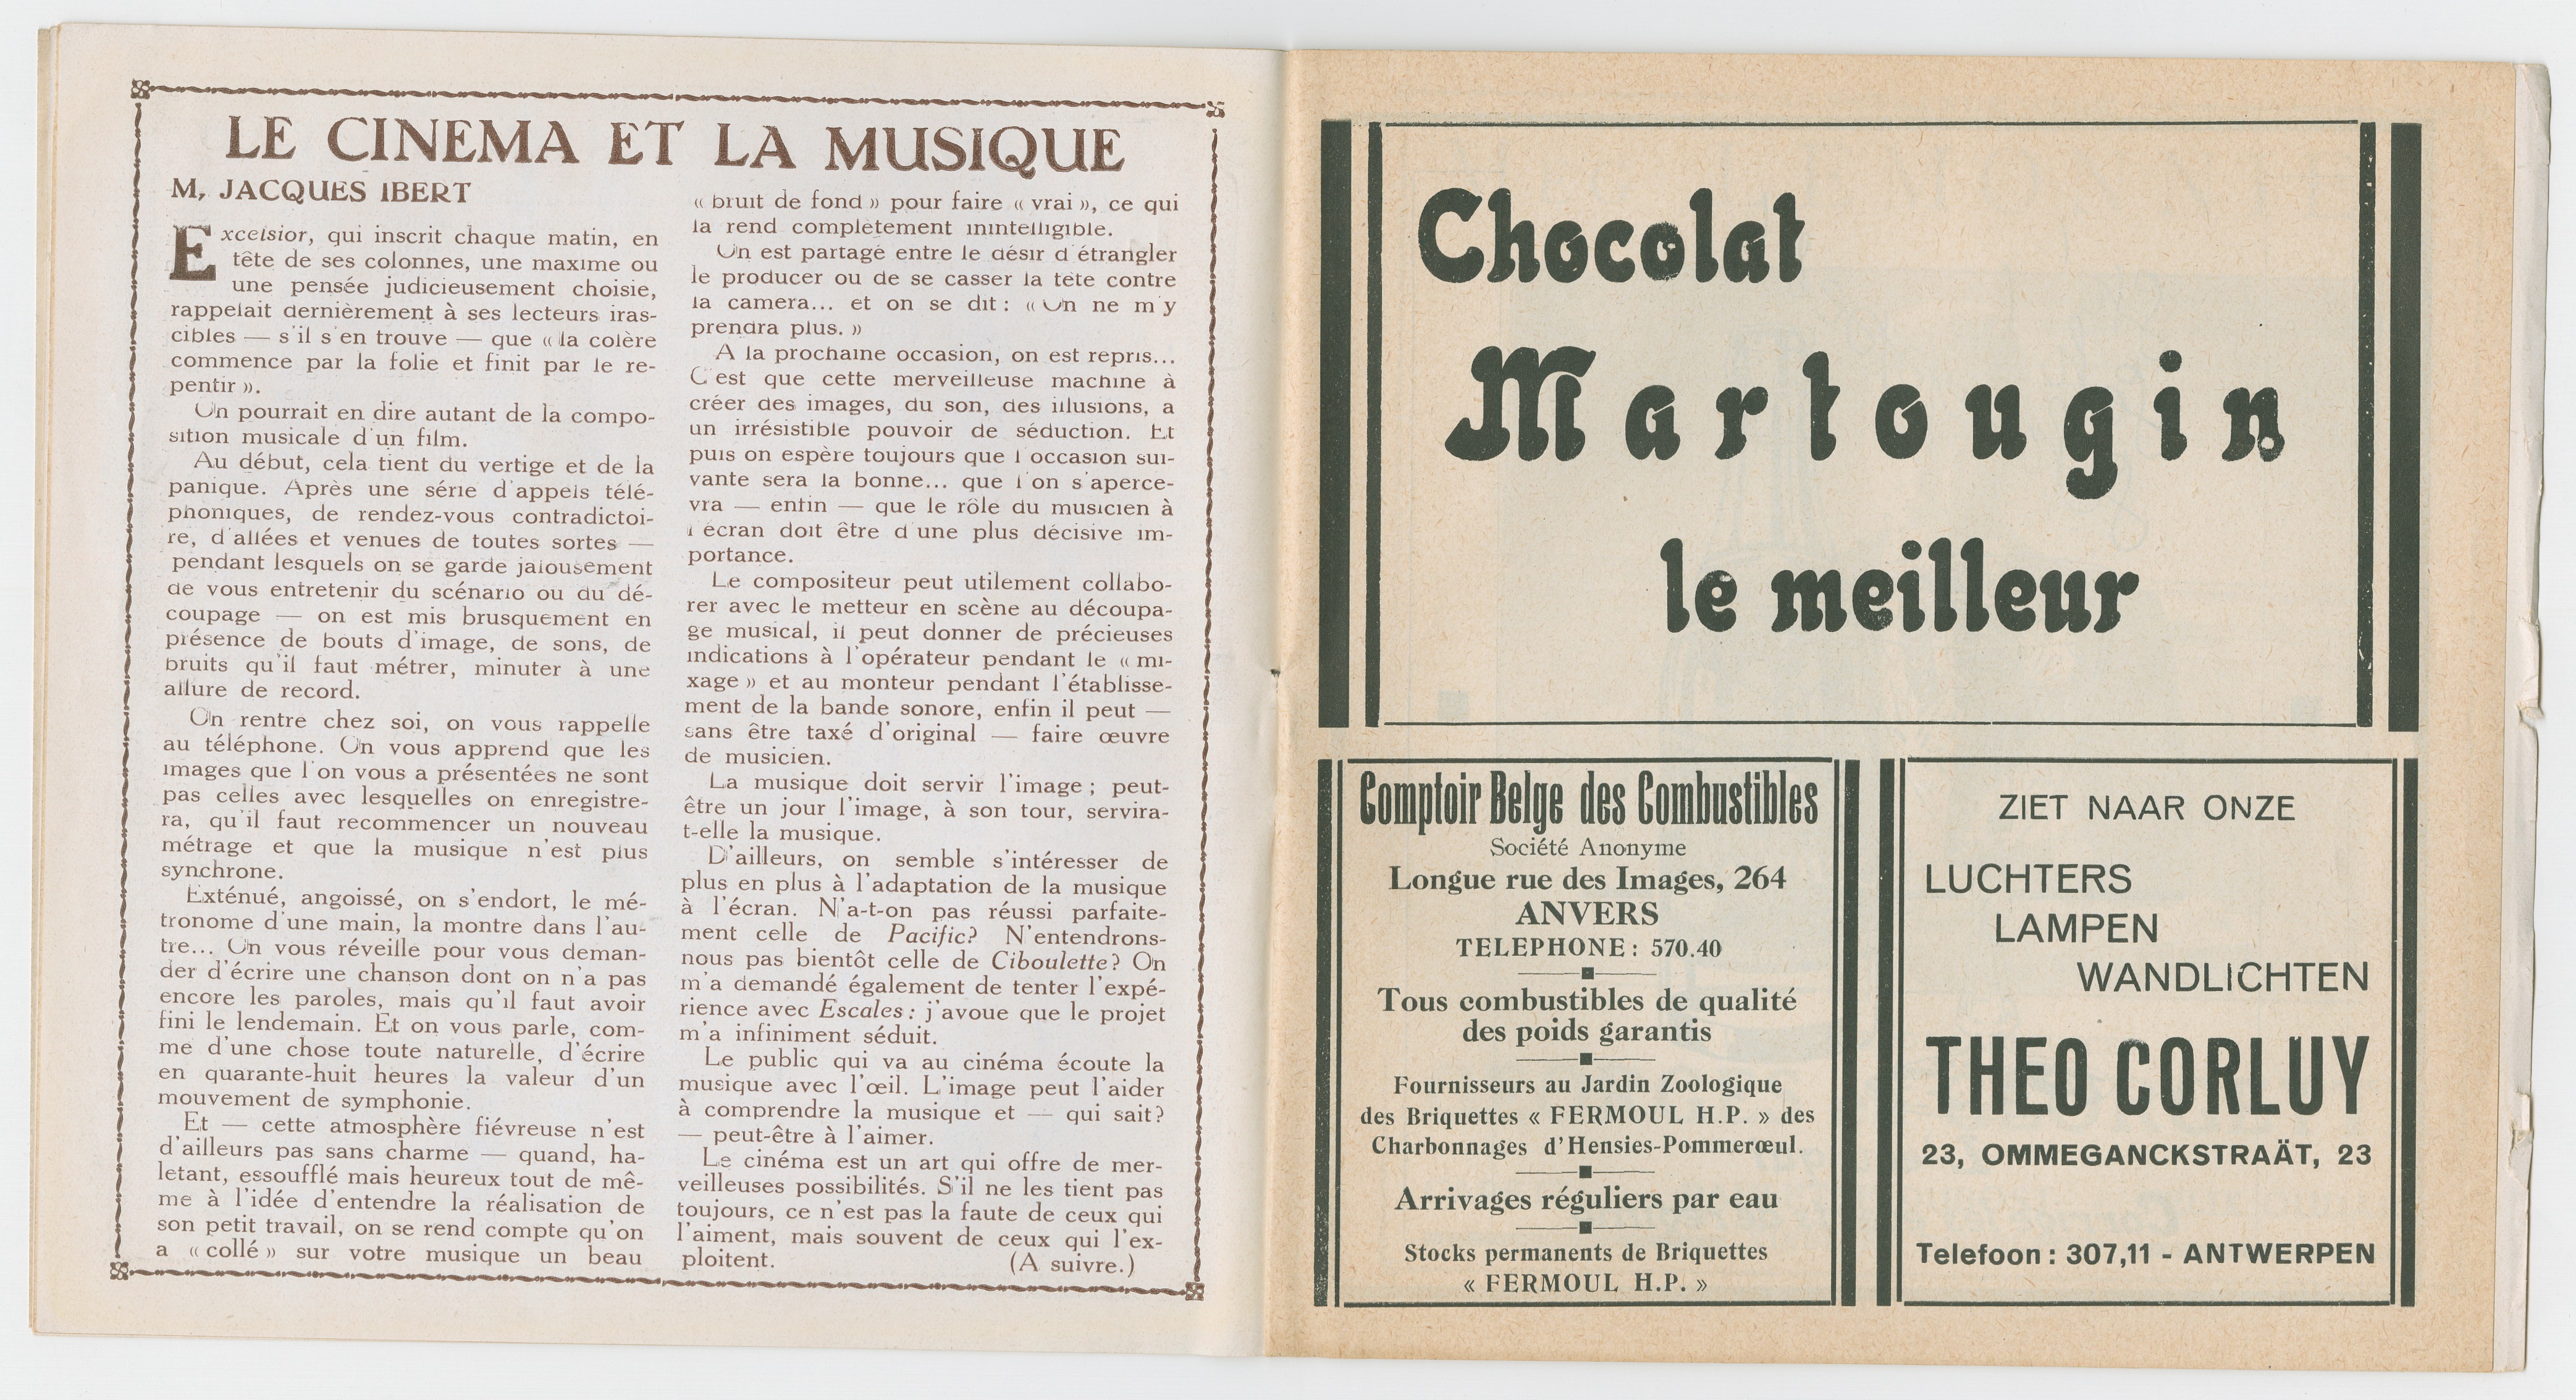 LE CINEMA ET LA MUSIQUE
M, JACQUES IBERT
Excelsior, qui inscrit chaque matin, en
tête de ses colonnes, une maxime ou
une pensée judicieusement choisie,
rappelait dernièrement à ses lecteurs iras-
cibles — s'il s'en trouve — que « la colère
commence par la folie et finit par le re-
pentir ».
On pourrait en dire autant de la compo-
sition musicale d'un film.
Au début, cela tient du vertige et de la
panique. Après une série d'appels télé-
phoniques, de rendez-vous contradictoi-
re, d'allées et venues de toutes sortes —
pendant lesquels on se garde jalousement
de vous entretenir du scénario ou du dé-
coupage — on est mis brusquement en
présence de bouts d'image, de sons, de
bruits qu'il faut métrer, minuter à une
allure de record.
On rentre chez soi, on vous rappelle
au téléphone. On vous apprend que les
images que l'on vous a présentées ne sont
pas celles avec lesquelles on enregistre-
ra, qu'il faut recommencer un nouveau
métrage et que la musique n'est plus
synchrone.
Exténué, angoissé, on s'endort, le mé-
tronome d'une main, la montre dans l'au-
tre... On vous réveille pour vous deman-
der d'écrire une chanson dont on n'a pas
encore les paroles, mais qu'il faut avoir
fini le lendemain. Et on vous parle, com-
me d'une chose toute naturelle, d'écrire
en quarante-huit heures la valeur d'un
mouvement de symphonie.
Et — cette atmosphère fiévreuse n'est
d'ailleurs pas sans charme — quand, ha-
letant, essoufflé mais heureux tout de mê-
me à l'idée d'entendre la réalisation de
son petit travail, on se rend compte qu'on
a « collé » sur votre musique un beau
« bruit de fond » pour faire « vrai », ce qui
la rend complètement inintelligible.
On est partagé entre le désir d'étrangler
le producer ou de se casser la tête contre
la camera... et on se dit : « On ne m'y
prendra plus. »
A la prochaine occasion, on est repris...
C'est que cette merveilleuse machine à
créer des images, du son, des illusions, a
un irrésistible pouvoir de séduction. Et
puis on espère toujours que l'occasion sui-
vante sera la bonne... que l'on s'aperce-
vra — enfin — que le rôle du musicien à
l'écran doit être d'une plus décisive im-
portance.
Le compositeur peut utilement collabo-
rer avec le metteur en scène au découpa-
ge musical, il peut donner de précieuses
indications à l'opérateur pendant le « mi-
xage » et au monteur pendant l'établisse-
ment de la bande sonore, enfin il peut —
sans être taxé d'original — faire œuvre
de musicien.
La musique doit servir l'image ; peut-
être un jour l'image, à son tour, servira-
t-elle la musique.
D'ailleurs, on semble s'intéresser de
plus en plus à l'adaptation de la musique
à l'écran. N'a-t-on pas réussi parfaite-
ment celle de Pacific? N'entendrons-
nous pas bientôt celle de Ciboulette? On
m'a demandé également de tenter l'expé-
rience avec Escales : j'avoue que le projet
m'a infiniment séduit.
Le public qui va au cinéma écoute la
musique avec l'œil. L'image peut l'aider
à comprendre la musique et — qui sait?
— peut-être à l'aimer.
Le cinéma est un art qui offre de mer-
veilleuses possibilités. S'il ne les tient pas
toujours, ce n'est pas la faute de ceux qui
l'aiment, mais souvent de ceux qui l'ex-
ploitent. (A suivre.)
Chocolat
Martougin
le meilleur
Comptoir Belge des Combustibles
Société Anonyme
Longue rue des Images, 264
ANVERS
TELEPHONE : 570.40
Tous combustibles de qualité
des poids garantis
Fournisseurs au Jardin Zoologique
des Briquettes « FERMOUL H.P. » des
Charbonnages d'Hensies-Pommerœul.
Arrivages réguliers par eau
Stocks permanents de Briquettes
« FERMOUL H.P. »
ZIET NAAR ONZE
LUCHTERS
LAMPEN
WANDLICHTEN
THEO CORLUY
23, OMMEGANCKSTRAÄT, 23
Telefoon : 307,11 - ANTWERPEN